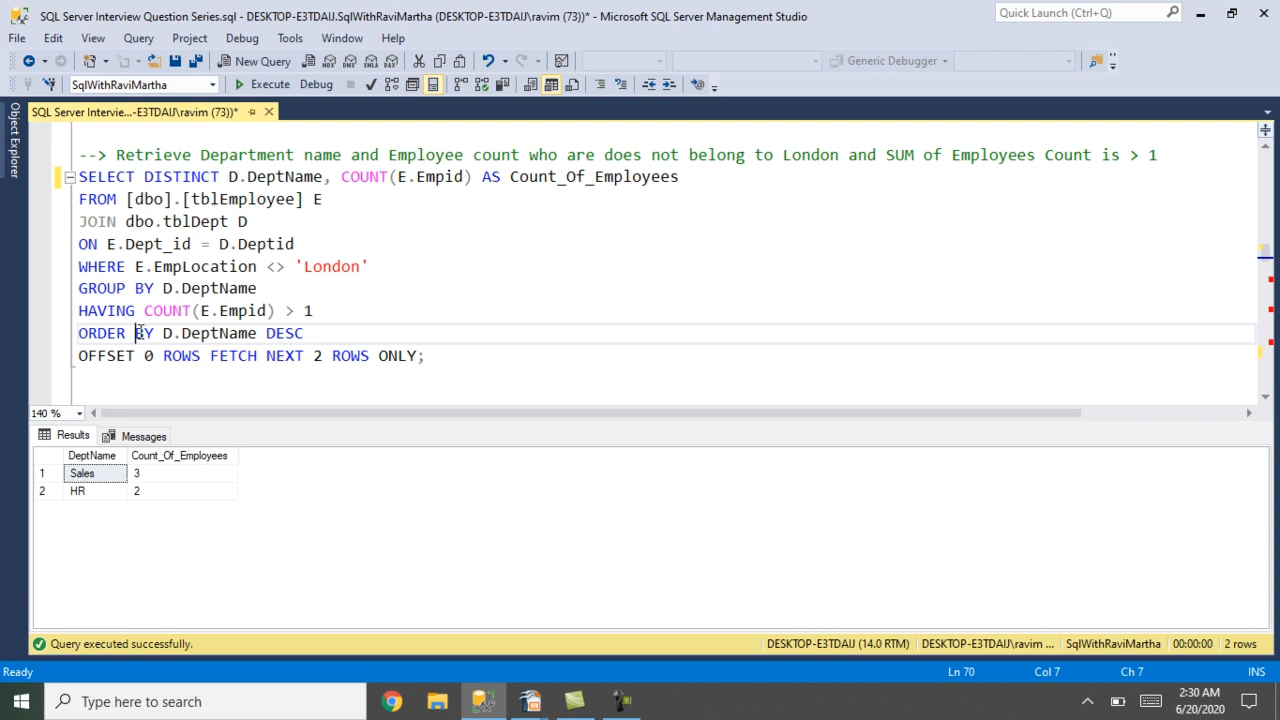 SQL Server Interview Question Series.sql - DESKTOP-E3TDAIJ.SqlWithRaviMartha (DESKTOP-E3TDAIJ\ravim (73))* - Microsoft SQL Server Management Studio
Quick Launch (Ctrl+Q)
File Edit View Query Project Debug Tools Window Help
New Query
Generic Debugger
SqlWithRaviMartha
Execute Debug
SQL Server Intervie...-E3TDAIJ\ravim (73))*
Object Explorer
--> Retrieve Department name and Employee count who are does not belong to London and SUM of Employees Count is > 1
SELECT DISTINCT D.DeptName, COUNT(E.Empid) AS Count_Of_Employees
FROM [dbo].[tblEmployee] E
JOIN dbo.tblDept D
ON E.Dept_id = D.Deptid
WHERE E.EmpLocation <> 'London'
GROUP BY D.DeptName
HAVING COUNT(E.Empid) > 1
ORDER BY D.DeptName DESC
OFFSET 0 ROWS FETCH NEXT 2 ROWS ONLY;
140 %
Results Messages
DeptName Count_Of_Employees
1 Sales 3
2 HR 2
Query executed successfully. DESKTOP-E3TDAIJ (14.0 RTM) DESKTOP-E3TDAIJ\ravim ... SqlWithRaviMartha 00:00:00 2 rows
Ready Ln 70 Col 7 Ch 7 INS
Type here to search
2:30 AM
6/20/2020